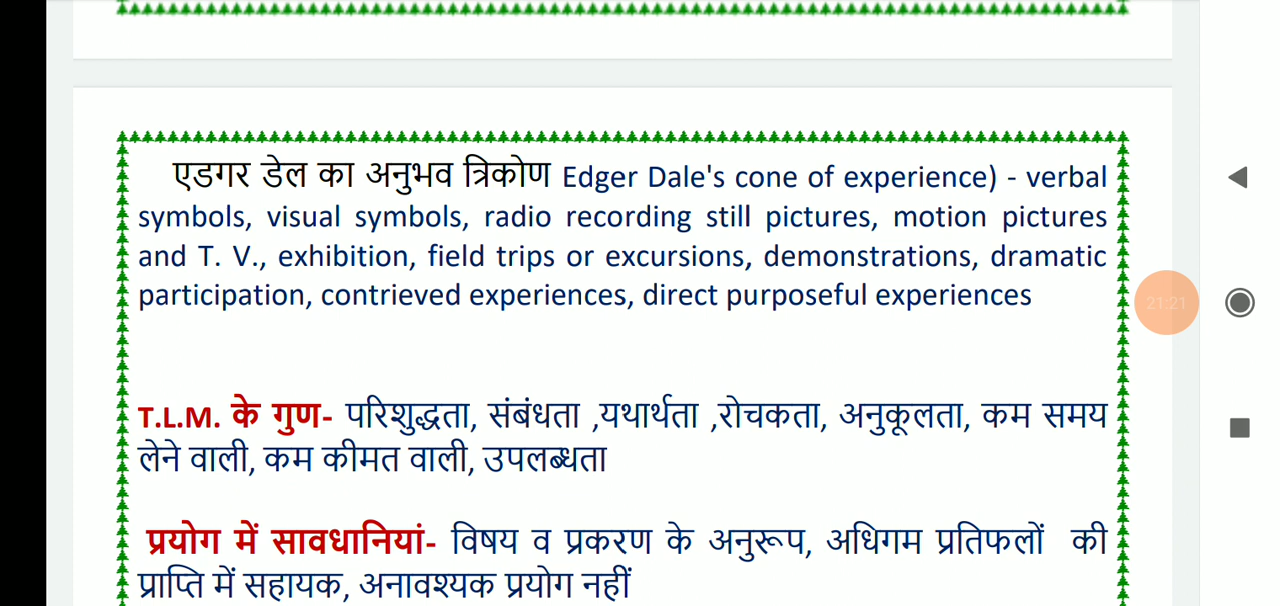 एडगर डेल का अनुभव त्रिकोण Edger Dale's cone of experience) - verbal
symbols, visual symbols, radio recording still pictures, motion pictures
and T. V., exhibition, field trips or excursions, demonstrations, dramatic
participation, contrieved experiences, direct purposeful experiences
21:21
T.L.M. के गुण- परिशुद्धता, संबंधता ,यथार्थता ,रोचकता, अनुकूलता, कम समय
लेने वाली, कम कीमत वाली, उपलब्धता
प्रयोग में सावधानियां- विषय व प्रकरण के अनुरूप, अधिगम प्रतिफलों की
प्राप्ति में सहायक, अनावश्यक प्रयोग नहीं